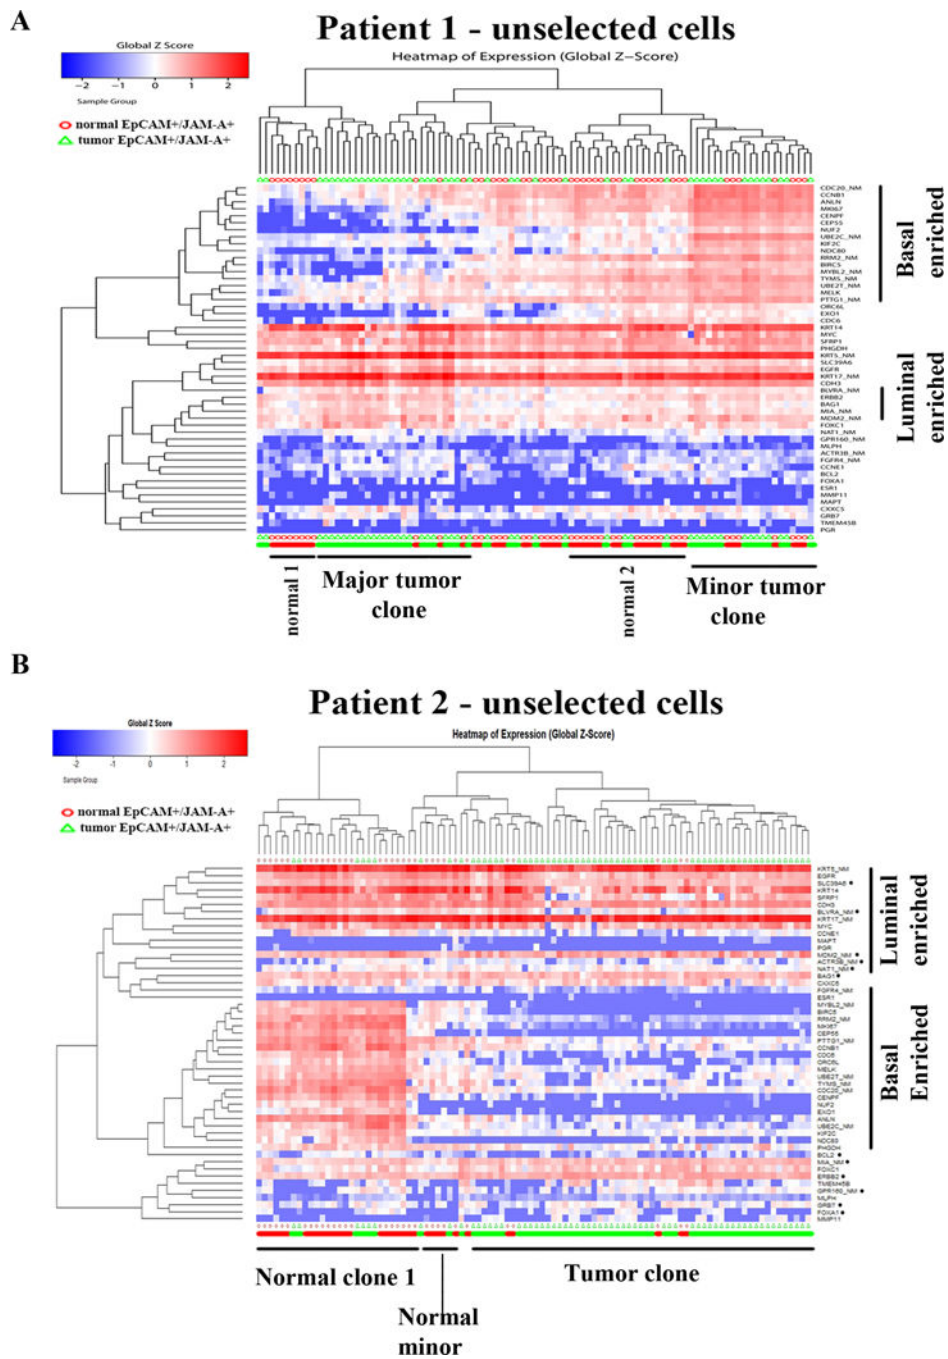 A
Patient 1 - unselected cells
Heatmap of Expression (Global Z−Score)
Global Z Score
−2 −1 0 1 2
Sample Group
normal EpCAM+/JAM-A+
tumor EpCAM+/JAM-A+
CDC20_NM
CCNB1
ANLN
MKI67
CENPF
CEP55
NUF2
UBE2C_NM
KIF2C
NDC80
RRM2_NM
BIRC5
MYBL2_NM
TYMS_NM
UBE2T_NM
MELK
PTTG1_NM
ORC6L
EXO1
CDC6
KRT14
MYC
SFRP1
PHGDH
KRT5_NM
SLC39A6
EGFR
KRT17_NM
CDH3
BLVRA_NM
ERBB2
BAG1
MIA_NM
MDM2_NM
FOXC1
NAT1_NM
GPR160_NM
MLPH
ACTR3B_NM
FGFR4_NM
CCNE1
BCL2
FOXA1
ESR1
MMP11
MAPT
CXXC5
GRB7
TMEM45B
PGR
Basal
enriched
Luminal
enriched
normal 1
Major tumor
clone
normal 2
Minor tumor
clone
B
Patient 2 - unselected cells
Heatmap of Expression (Global Z-Score)
Global Z Score
-2 -1 0 1 2
Sample Group
normal EpCAM+/JAM-A+
tumor EpCAM+/JAM-A+
KRT5_NM
EGFR
SLC39A6
KRT14
SFRP1
CDH3
BLVRA_NM
KRT17_NM
MYC
CCNE1
MAPT
PGR
MDM2_NM
ACTR3B_NM
NAT1_NM
BAG1
CXXC5
FGFR4_NM
ESR1
MYBL2_NM
BIRC5
RRM2_NM
MKI67
CEP55
PTTG1_NM
CCNB1
CDC6
ORC6L
MELK
UBE2T_NM
TYMS_NM
CDC20_NM
CENPF
NUF2
EXO1
ANLN
UBE2C_NM
KIF2C
NDC80
PHGDH
BCL2
MIA_NM
FOXC1
ERBB2
TMEM45B
GPR160_NM
MLPH
GRB7
FOXA1
MMP11
Luminal
enriched
Basal
Enriched
Normal clone 1
Normal
minor
Tumor clone